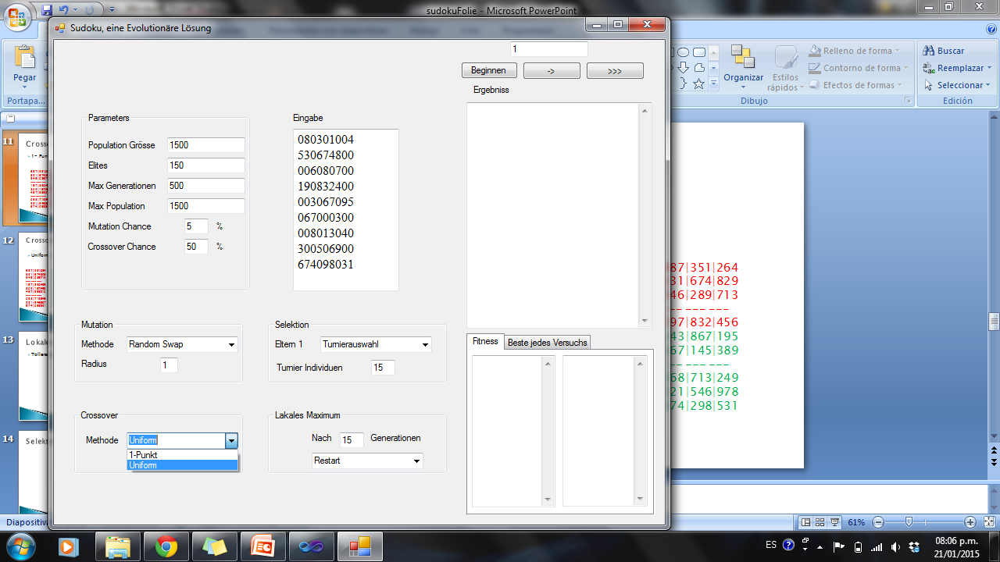 sudokuFolie - Microsoft PowerPoint
Sudoku, eine Evolutionäre Lösung
Pegar
Portapa...
Organizar
Estilos
rápidos
Relleno de forma
Contorno de forma
Efectos de formas
Dibujo
Buscar
Reemplazar
Seleccionar
Edición
1
Beginnen
->
>>>
Ergebniss
Parameters
Population Grösse 1500
Elites 150
Max Generationen 500
Max Population 1500
Mutation Chance 5 %
Crossover Chance 50 %
Eingabe
080301004
530674800
006080700
190832400
003067095
067000300
008013040
300506900
674098031
Mutation
Methode Random Swap
Radius 1
Selektion
Eltern 1 Turnierauswahl
Turnier Individuen 15
Crossover
Methode Uniform
1-Punkt
Uniform
Lakales Maximum
Nach 15 Generationen
Restart
Fitness
Beste jedes Versuchs
11
12
13
14
87|351|264
31|674|829
46|289|713
-- --- ---
97|832|456
43|867|195
67|145|389
-- --- ---
68|713|249
21|546|978
74|298|531
Diapositiva
61%
ES
08:06 p.m.
21/01/2015